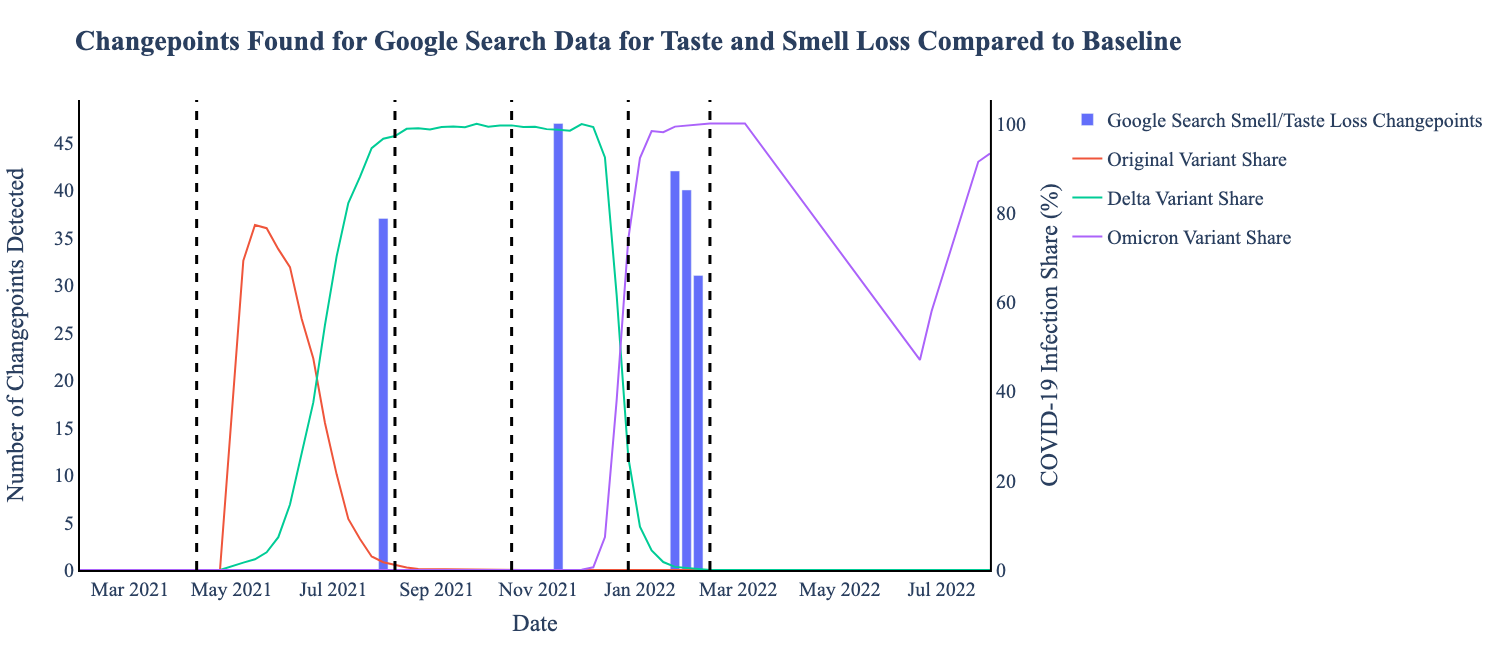 Changepoints Found for Google Search Data for Taste and Smell Loss Compared to Baseline
Number of Changepoints Detected
45
40
35
30
25
20
15
10
5
0
100
80
60
40
20
0
COVID-19 Infection Share (%)
Google Search Smell/Taste Loss Changepoints
Original Variant Share
Delta Variant Share
Omicron Variant Share
Mar 2021 May 2021 Jul 2021 Sep 2021 Nov 2021 Jan 2022 Mar 2022 May 2022 Jul 2022
Date